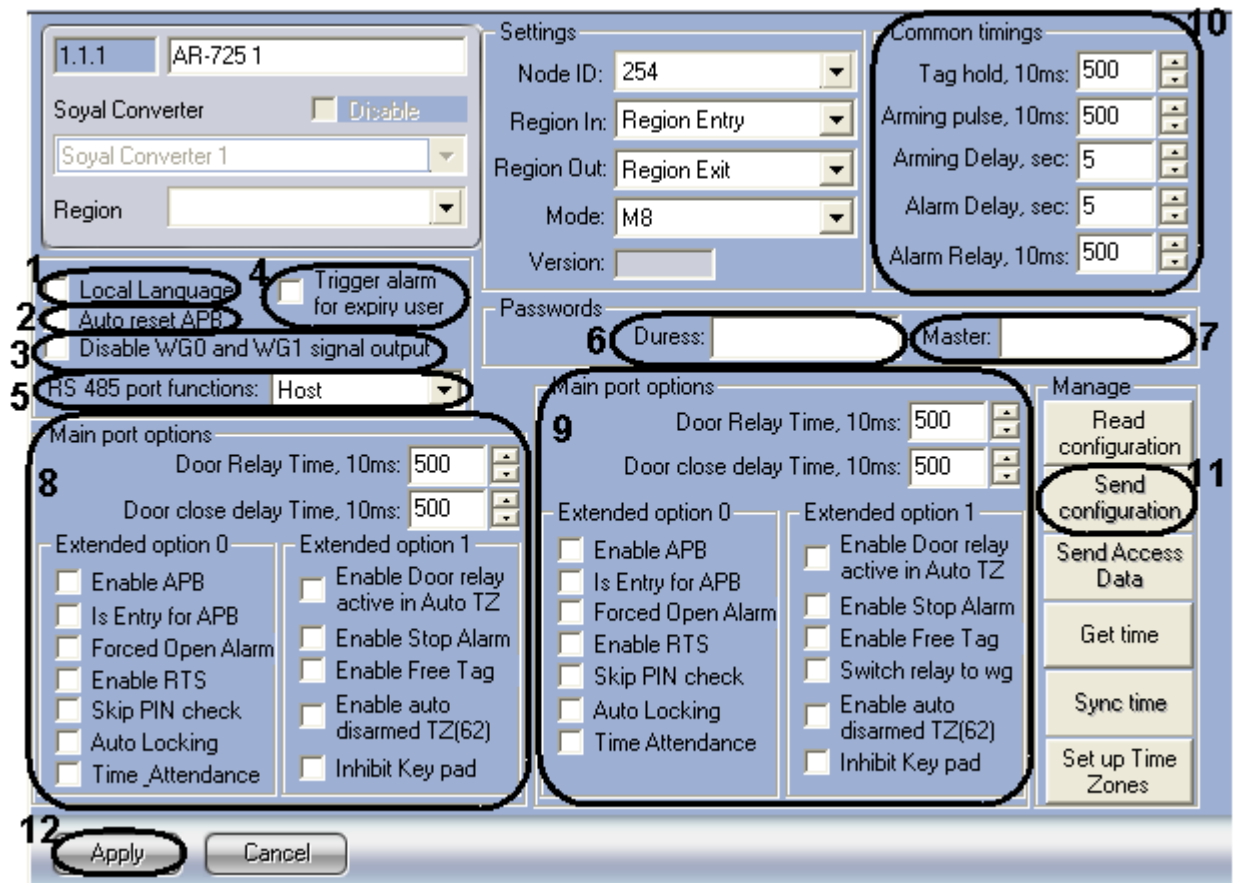 1.1.1
AR-725 1
Soyal Converter
Disable
Soyal Converter 1
Region
Settings
Node ID: 254
Region In: Region Entry
Region Out: Region Exit
Mode: M8
Version:
Common timings
10
Tag hold, 10ms: 500
Arming pulse, 10ms: 500
Arming Delay, sec: 5
Alarm Delay, sec: 5
Alarm Relay, 10ms: 500
1
Local Language
2
Auto reset APB
3
Disable WG0 and WG1 signal output
4
Trigger alarm
for expiry user
5
RS 485 port functions: Host
Passwords
6
Duress:
Master:
7
8
Main port options
Door Relay Time, 10ms: 500
Door close delay Time, 10ms: 500
Extended option 0
Enable APB
Is Entry for APB
Forced Open Alarm
Enable RTS
Skip PIN check
Auto Locking
Time _Attendance
Extended option 1
Enable Door relay
active in Auto TZ
Enable Stop Alarm
Enable Free Tag
Enable auto
disarmed TZ(62)
Inhibit Key pad
9
Main port options
Door Relay Time, 10ms: 500
Door close delay Time, 10ms: 500
Extended option 0
Enable APB
Is Entry for APB
Forced Open Alarm
Enable RTS
Skip PIN check
Auto Locking
Time Attendance
Extended option 1
Enable Door relay
active in Auto TZ
Enable Stop Alarm
Enable Free Tag
Switch relay to wg
Enable auto
disarmed TZ(62)
Inhibit Key pad
Manage
Read
configuration
11
Send
configuration
Send Access
Data
Get time
Sync time
Set up Time
Zones
12
Apply
Cancel